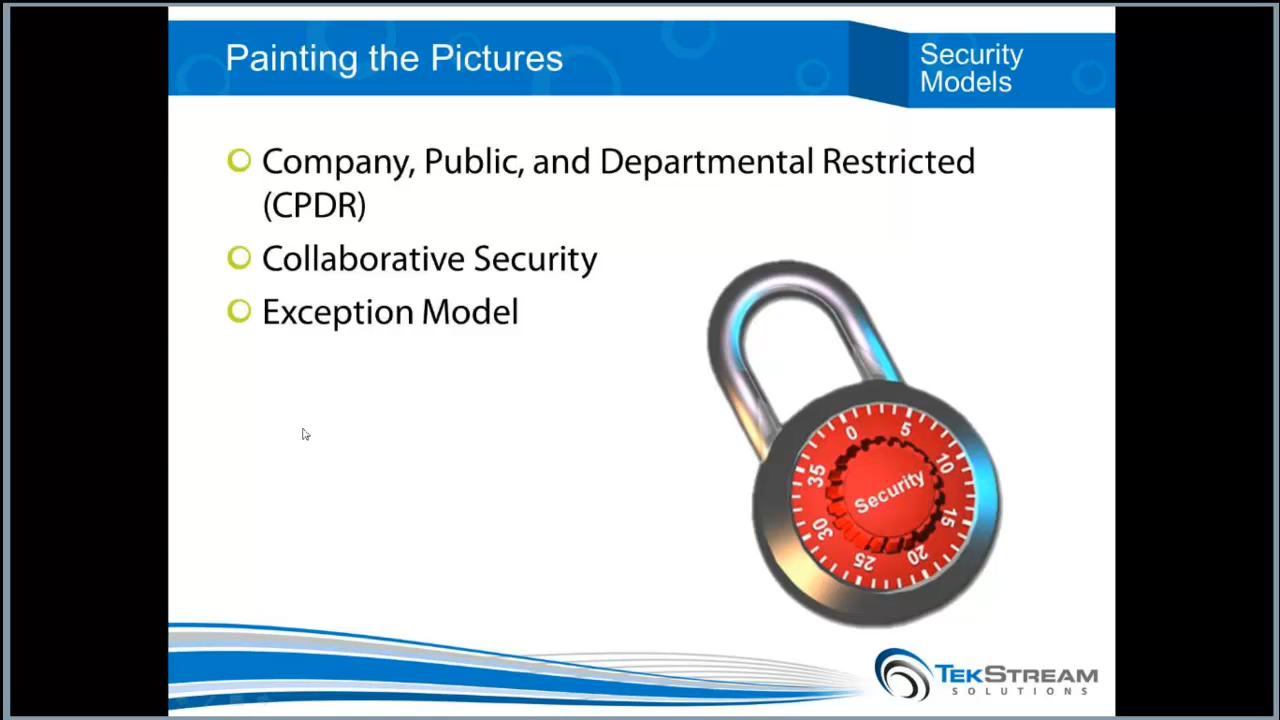 Painting the Pictures
Security
Models
Company, Public, and Departmental Restricted
(CPDR)
Collaborative Security
Exception Model
0
5
10
15
20
25
30
35
Security
TEKSTREAM
SOLUTIONS